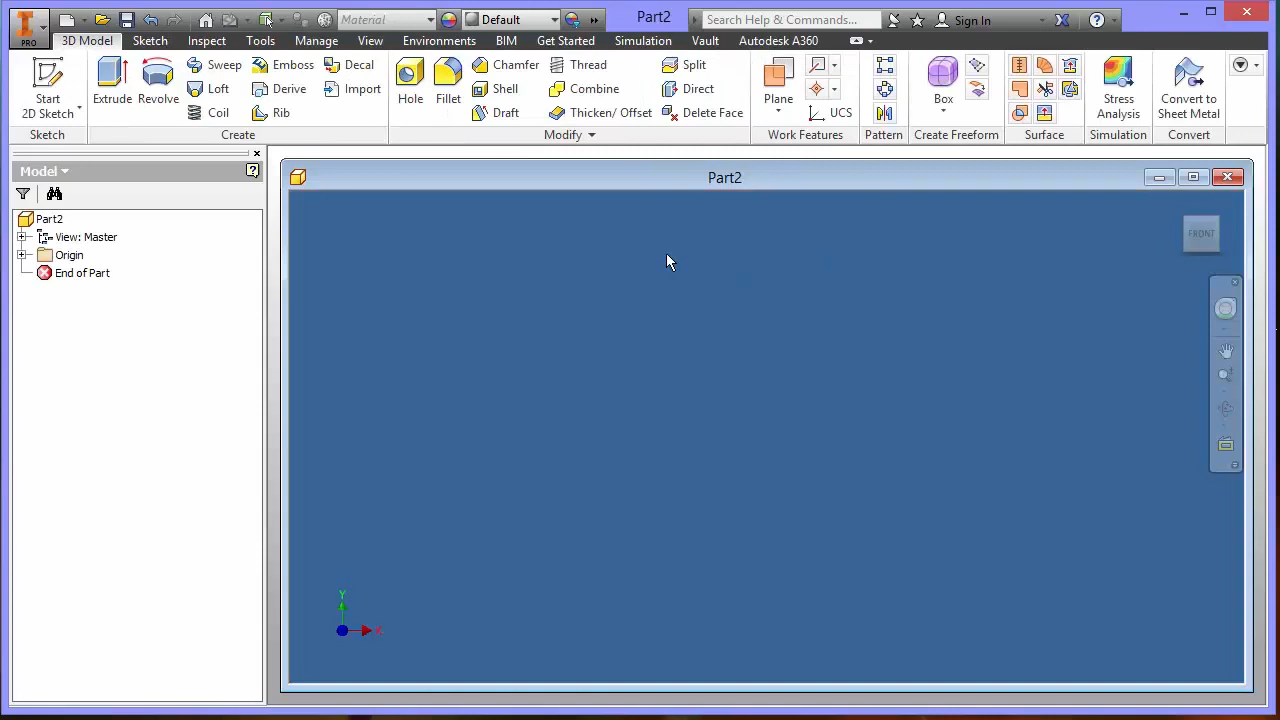 PRO
Material
Default
Part2
Search Help & Commands...
Sign In
3D Model Sketch Inspect Tools Manage View Environments BIM Get Started Simulation Vault Autodesk A360
Start
2D Sketch
Extrude
Revolve
Sweep
Loft
Coil
Emboss
Derive
Rib
Decal
Import
Hole
Fillet
Chamfer
Shell
Draft
Thread
Combine
Thicken/ Offset
Split
Direct
Delete Face
Plane
UCS
Box
Stress
Analysis
Convert to
Sheet Metal
Sketch Create Modify Work Features Pattern Create Freeform Surface Simulation Convert
Model
Part2
View: Master
Origin
End of Part
Part2
FRONT
Y
X